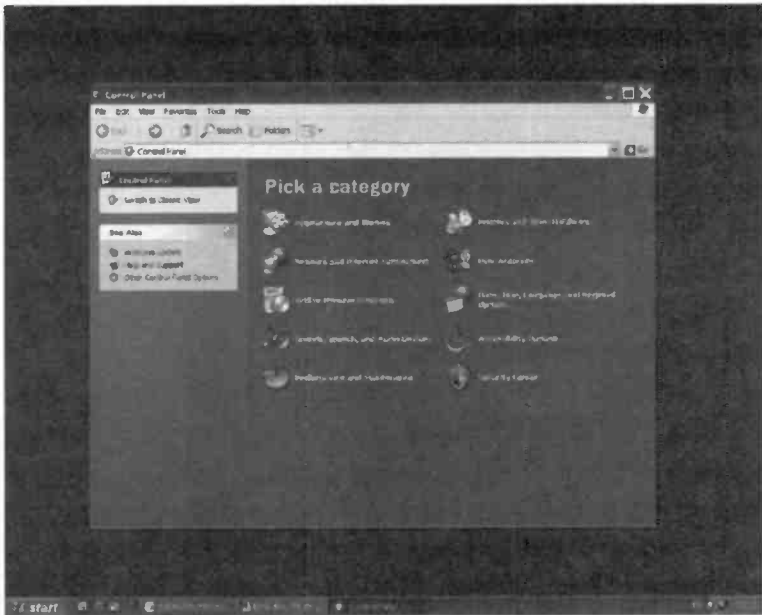 Control Panel
File Edit View Favorites Tools Help
Search Folders
Address Control Panel Go
Control Panel
Switch to Classic View
See Also
Windows Update
Help and Support
Other Control Panel Options
Pick a category
Appearance and Themes
Printers and Other Hardware
Network and Internet Connections
User Accounts
Add or Remove Programs
Date, Time, Language, and Regional
Options
Sounds, Speech, and Audio Devices
Accessibility Options
Performance and Maintenance
Security Center
start